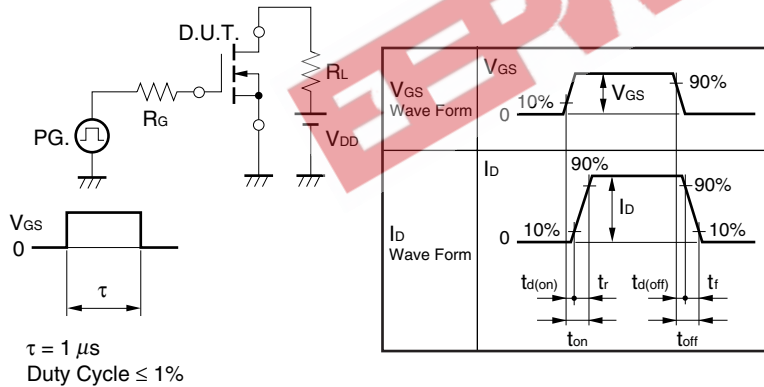 D.U.T.
RL
RG
PG.
VDD
VGS
0
τ
τ = 1 μs
Duty Cycle ≤ 1%
VGS
Wave Form
VGS
10%
0
VGS
90%
ID
Wave Form
ID
90%
10%
0
ID
90%
10%
td(on)
tr
td(off)
tf
ton
toff